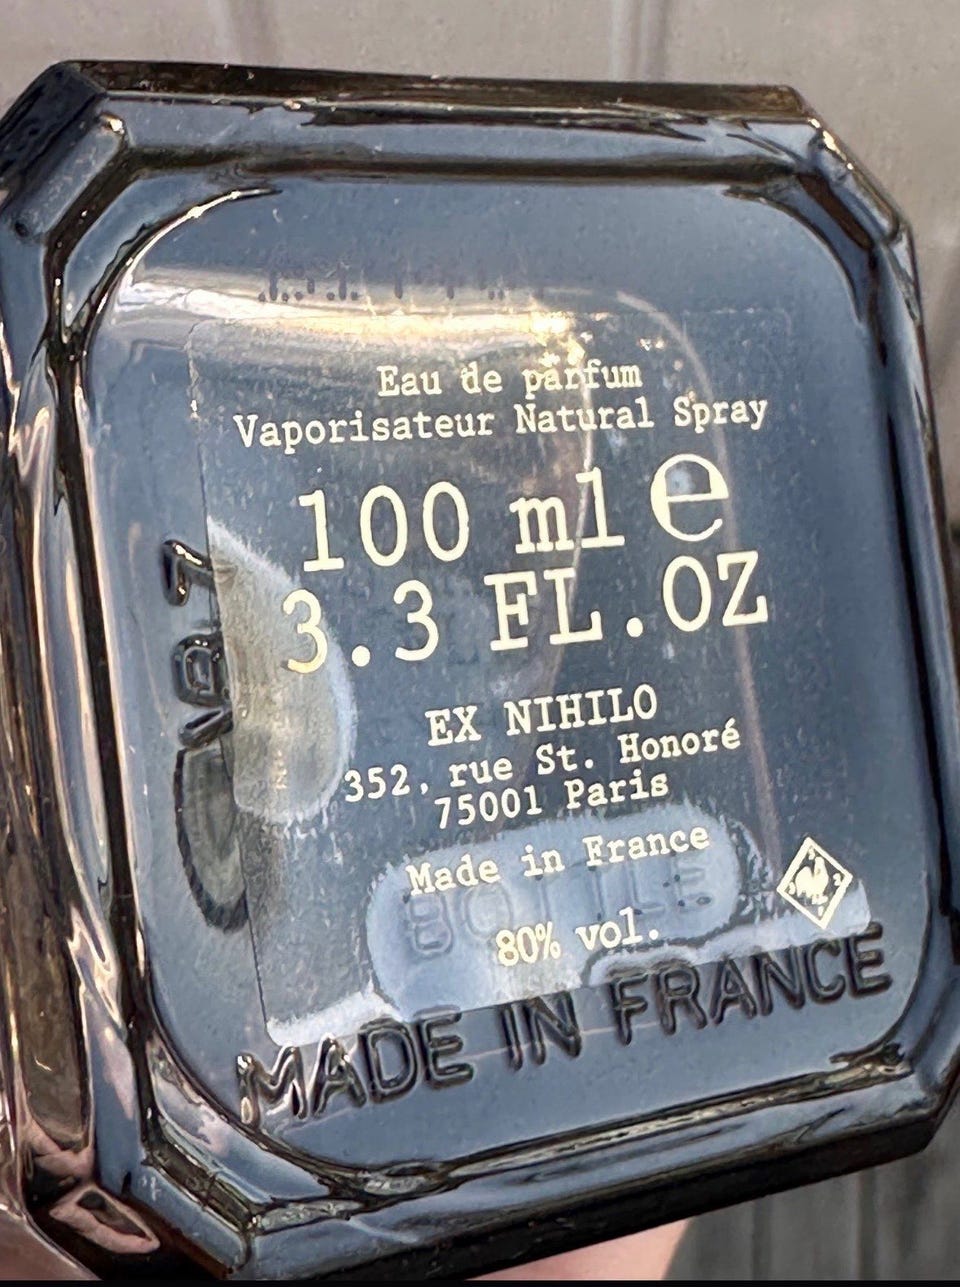 Eau de parfum
Vaporisateur Natural Spray
100 ml e
3.3 FL.OZ
EX NIHILO
352, rue St. Honoré
75001 Paris
Made in France
BOTTLE
80% vol.
MADE IN FRANCE